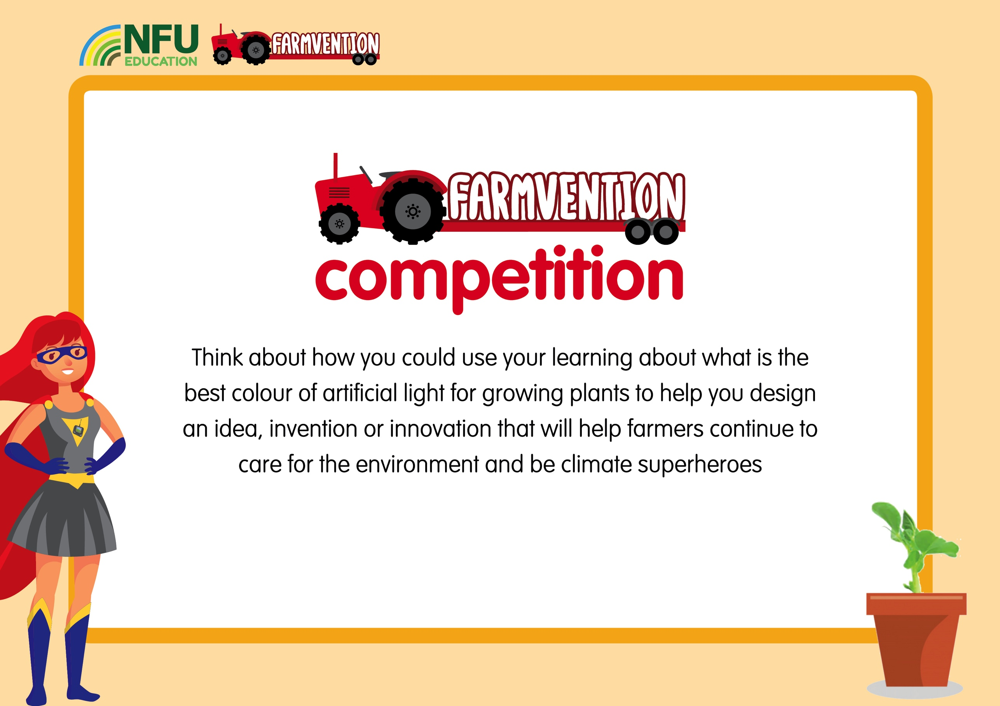 NFU
EDUCATION
FARMVENTION
FARMVENTION
competition
Think about how you could use your learning about what is the
best colour of artificial light for growing plants to help you design
an idea, invention or innovation that will help farmers continue to
care for the environment and be climate superheroes